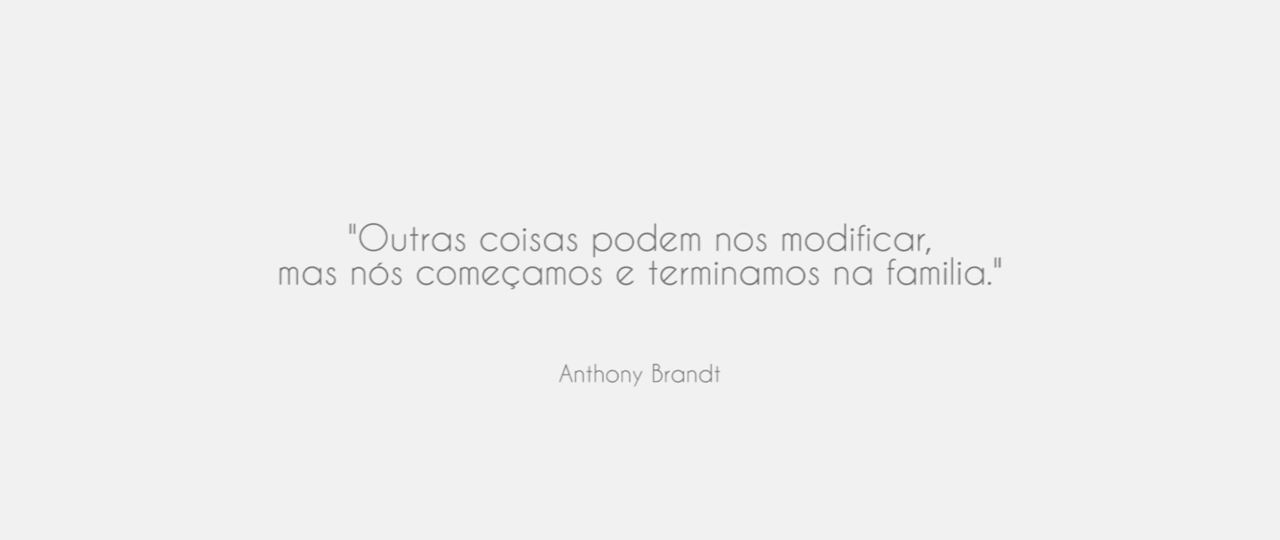 "Outras coisas podem nos modificar,
mas nós começamos e terminamos na familia."
Anthony Brandt